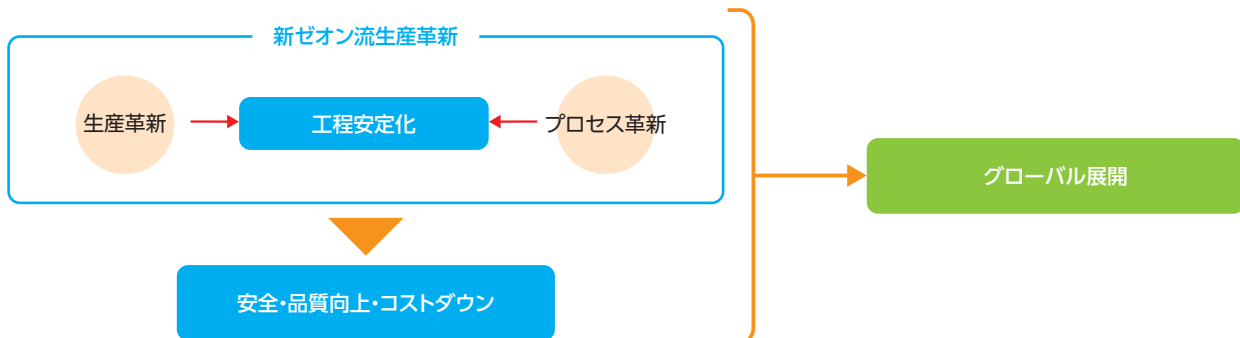 新ゼオン流生産革新
生産革新
工程安定化
プロセス革新
グローバル展開
安全・品質向上・コストダウン